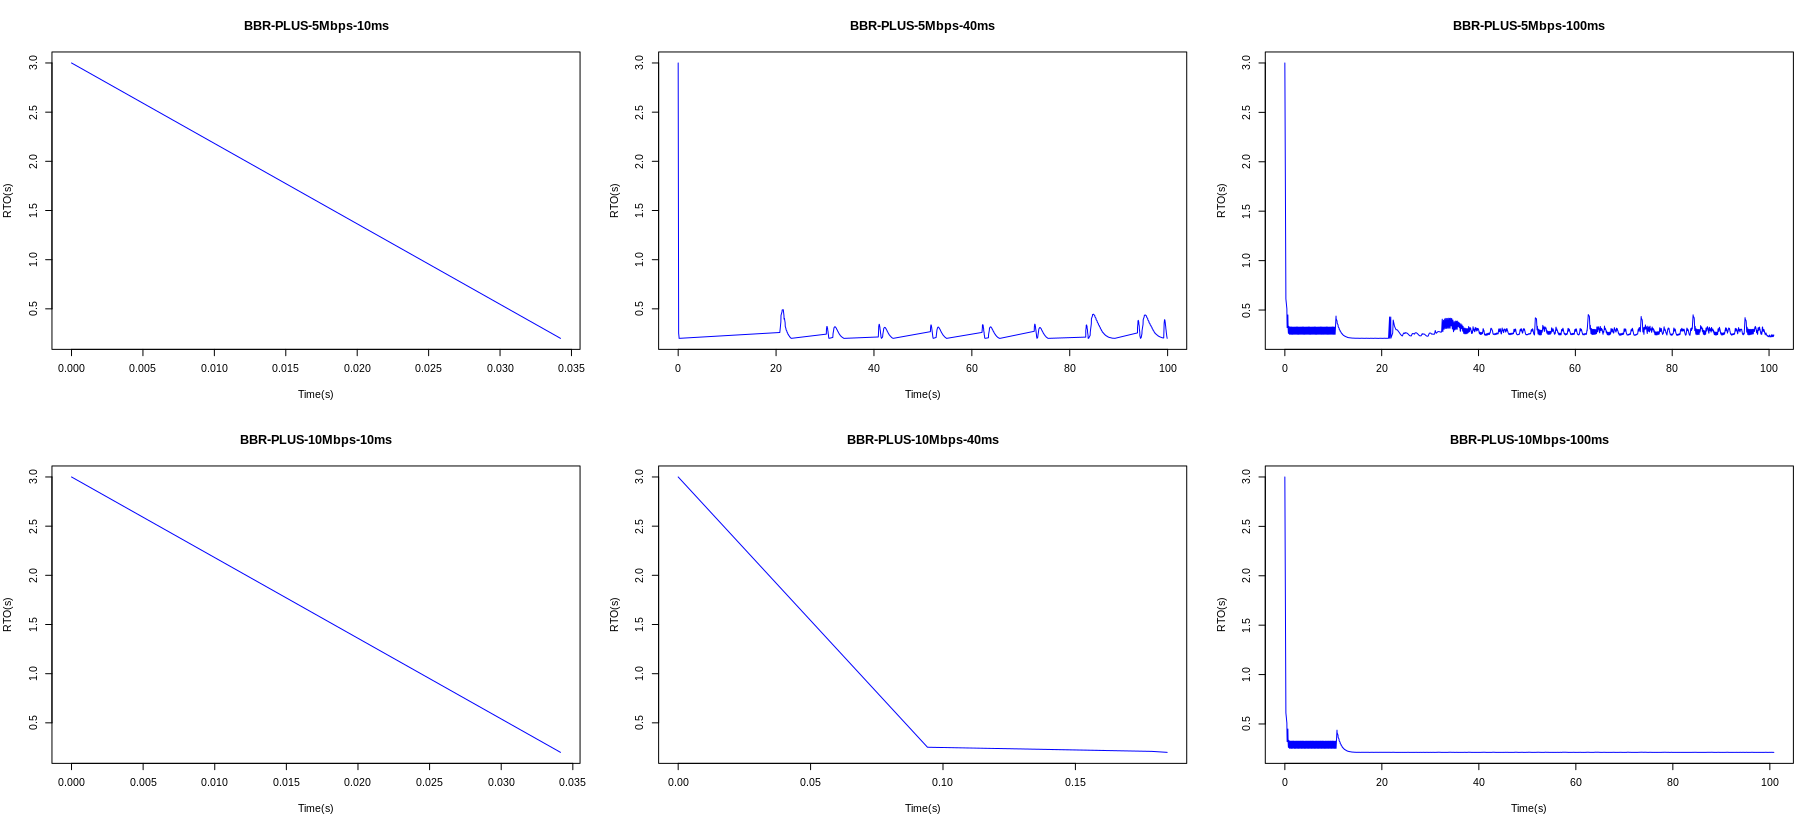 BBR-PLUS-5Mbps-10ms
RTO(s)
3.0
2.5
2.0
1.5
1.0
0.5
0.000 0.005 0.010 0.015 0.020 0.025 0.030 0.035
Time(s)
BBR-PLUS-5Mbps-40ms
RTO(s)
3.0
2.5
2.0
1.5
1.0
0.5
0 20 40 60 80 100
Time(s)
BBR-PLUS-5Mbps-100ms
RTO(s)
3.0
2.5
2.0
1.5
1.0
0.5
0 20 40 60 80 100
Time(s)
BBR-PLUS-10Mbps-10ms
RTO(s)
3.0
2.5
2.0
1.5
1.0
0.5
0.000 0.005 0.010 0.015 0.020 0.025 0.030 0.035
Time(s)
BBR-PLUS-10Mbps-40ms
RTO(s)
3.0
2.5
2.0
1.5
1.0
0.5
0.00 0.05 0.10 0.15
Time(s)
BBR-PLUS-10Mbps-100ms
RTO(s)
3.0
2.5
2.0
1.5
1.0
0.5
0 20 40 60 80 100
Time(s)